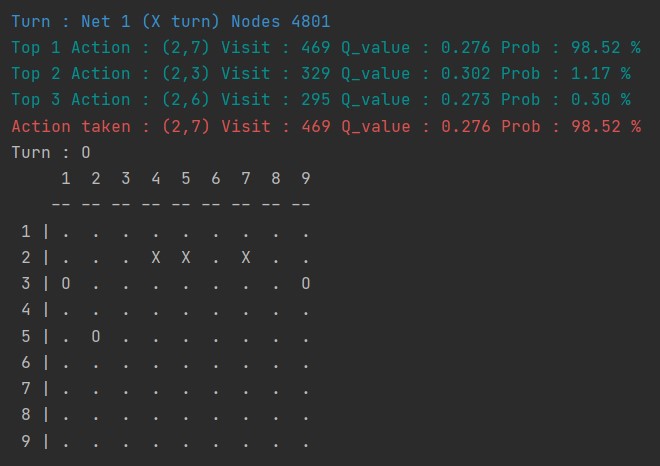 Turn : Net 1 (X turn) Nodes 4801
Top 1 Action : (2,7) Visit : 469 Q_value : 0.276 Prob : 98.52 %
Top 2 Action : (2,3) Visit : 329 Q_value : 0.302 Prob : 1.17 %
Top 3 Action : (2,6) Visit : 295 Q_value : 0.273 Prob : 0.30 %
Action taken : (2,7) Visit : 469 Q_value : 0.276 Prob : 98.52 %
Turn : O
     1  2  3  4  5  6  7  8  9
    -- -- -- -- -- -- -- -- --
 1 | .  .  .  .  .  .  .  .  .
 2 | .  .  .  X  X  .  X  .  .
 3 | O  .  .  .  .  .  .  .  O
 4 | .  .  .  .  .  .  .  .  .
 5 | .  O  .  .  .  .  .  .  .
 6 | .  .  .  .  .  .  .  .  .
 7 | .  .  .  .  .  .  .  .  .
 8 | .  .  .  .  .  .  .  .  .
 9 | .  .  .  .  .  .  .  .  .